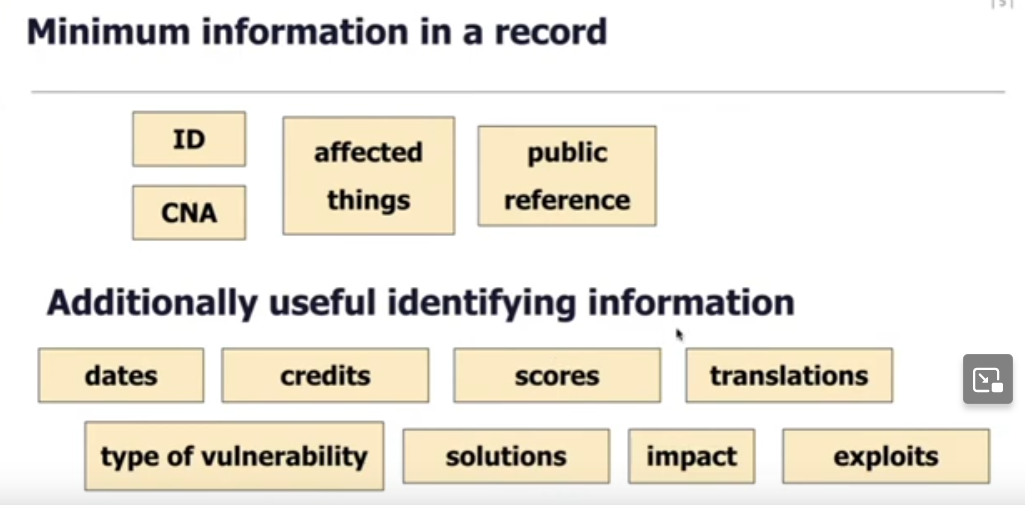 Minimum information in a record
ID
CNA
affected
things
public
reference
Additionally useful identifying information
dates
credits
scores
translations
type of vulnerability
solutions
impact
exploits